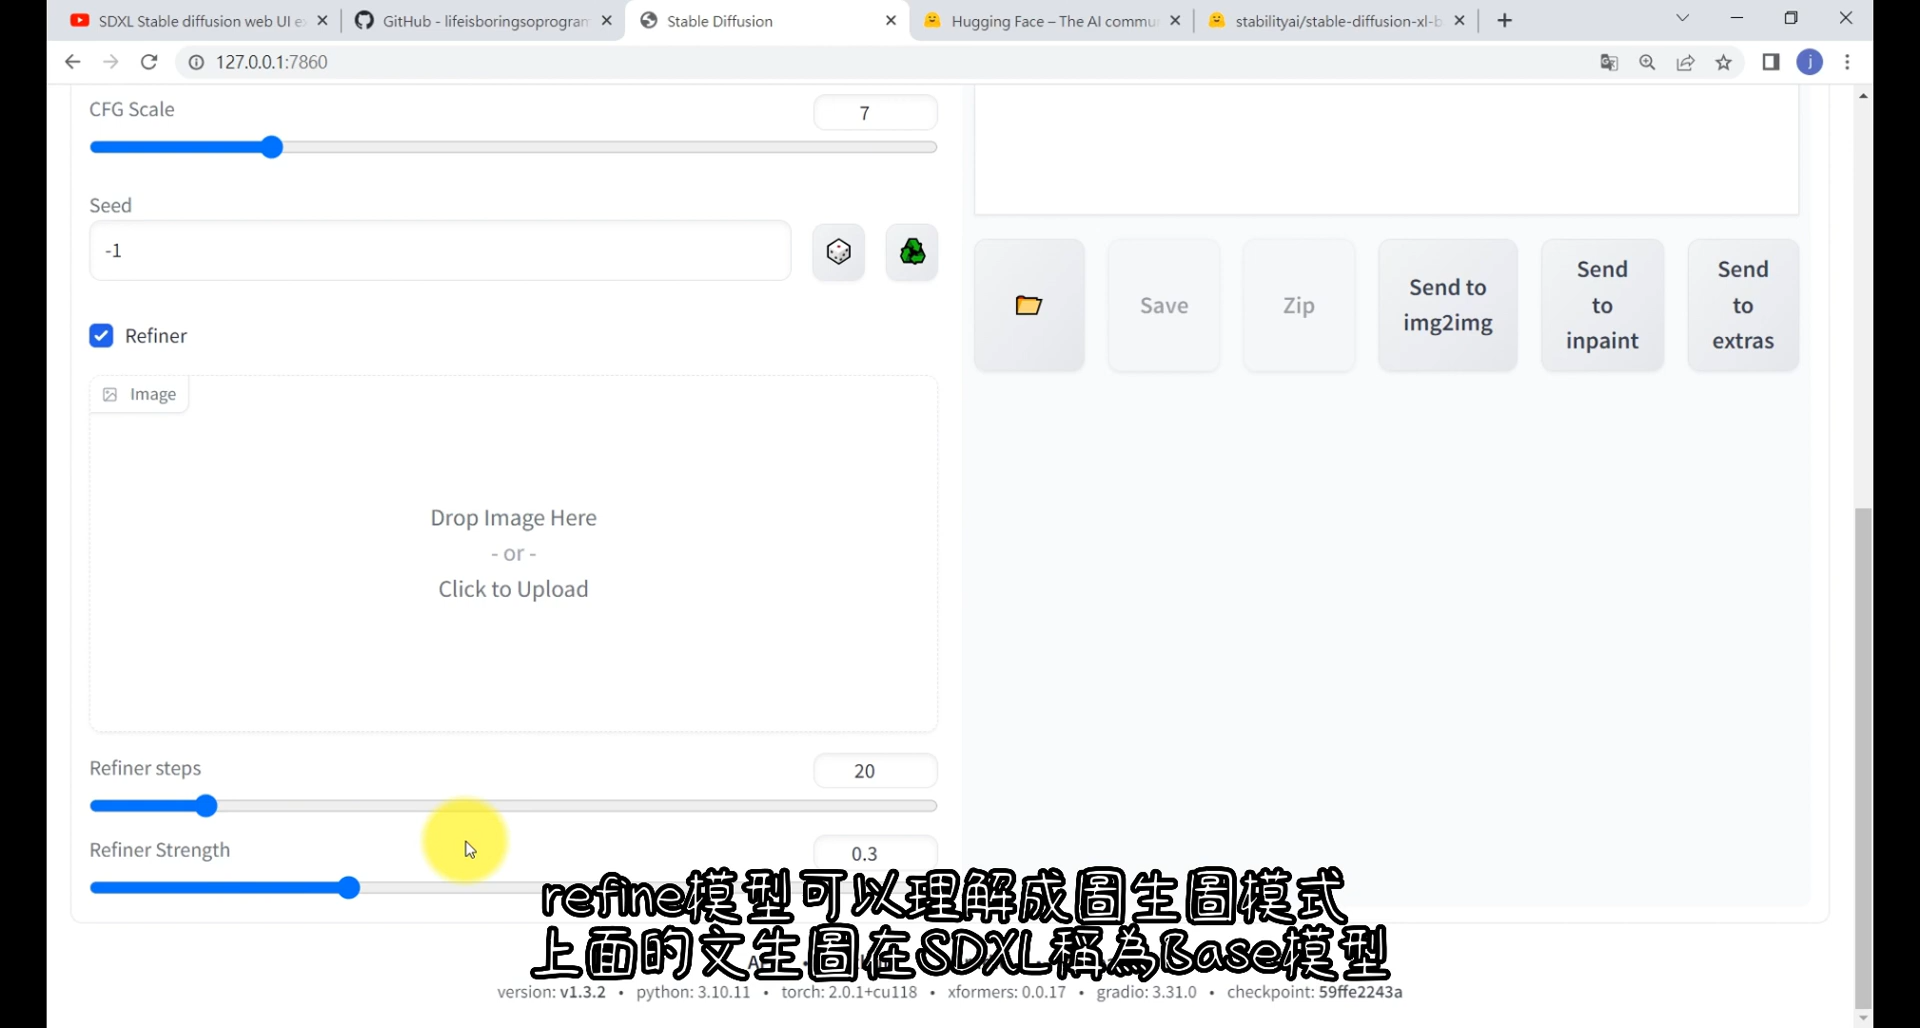 SDXL Stable diffusion web UI ex
GitHub - lifeisboringsoprogram
Stable Diffusion
Hugging Face – The AI commu
stabilityai/stable-diffusion-xl-b
127.0.0.1:7860
j
CFG Scale
7
Seed
-1
Refiner
Image
Drop Image Here
- or -
Click to Upload
Refiner steps
20
Refiner Strength
0.3
Save
Zip
Send to
img2img
Send
to
inpaint
Send
to
extras
refine模型可以理解成圖生圖模式
上面的文生圖在SDXL稱為Base模型
version: v1.3.2 • python: 3.10.11 • torch: 2.0.1+cu118 • xformers: 0.0.17 • gradio: 3.31.0 • checkpoint: 59ffe2243a